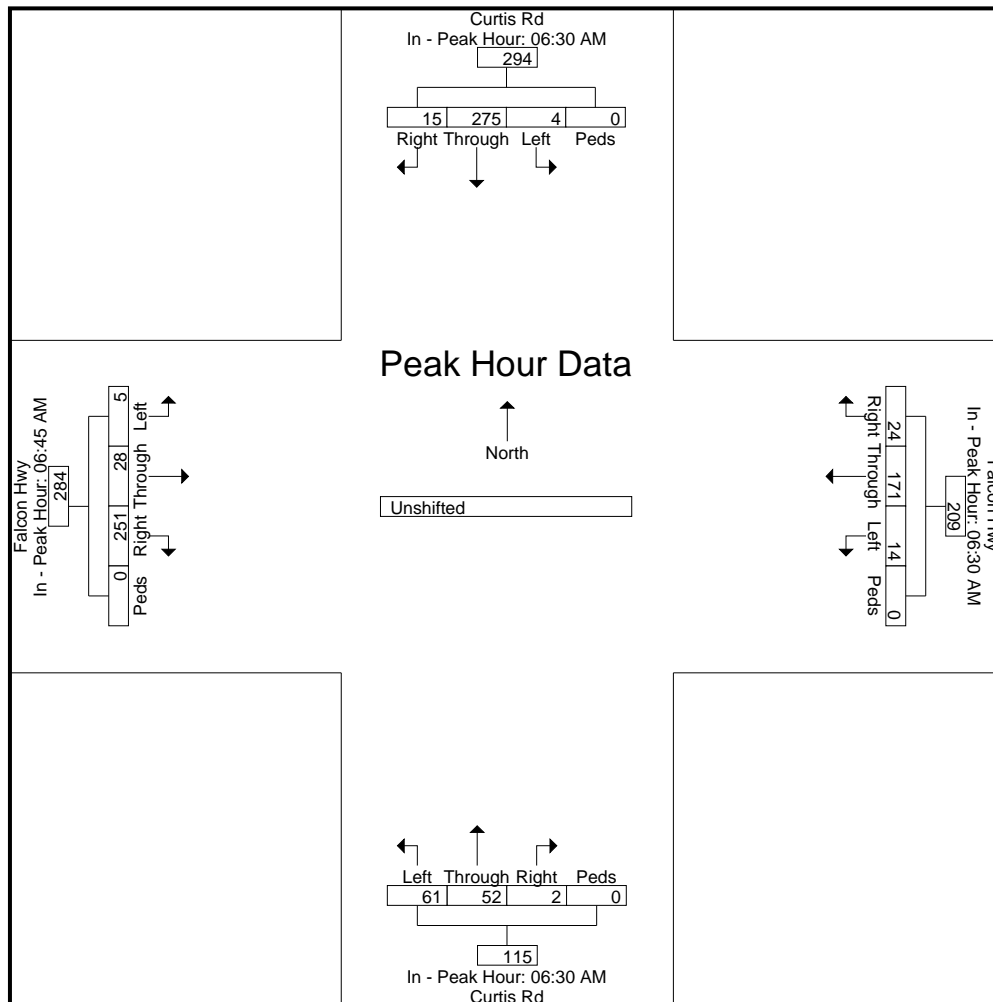 Curtis Rd
In - Peak Hour: 06:30 AM
294
15 275 4 0
Right Through Left Peds
Peak Hour Data
North
Unshifted
Falcon Hwy
In - Peak Hour: 06:45 AM
284
5 28 251 0
Left Through Right Peds
Falcon Hwy
In - Peak Hour: 06:30 AM
209
24 171 14 0
Right Through Left Peds
Left Through Right Peds
61 52 2 0
115
In - Peak Hour: 06:30 AM
Curtis Rd